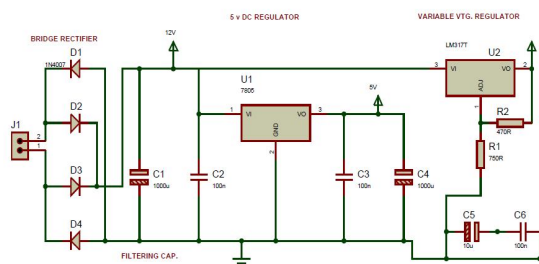 5 v DC REGULATOR
VARIABLE VTG. REGULATOR
BRIDGE RECTIFIER
12V
D1
1N4007
D2
D3
D4
J1
2
1
C1
1000u
C2
100n
U1
7805
1
VI
VO
3
GND
2
5V
C3
100n
C4
1000u
LM317T
U2
3
VI
VO
2
ADJ
1
R2
470R
R1
750R
C5
10u
C6
100n
FILTERING CAP.